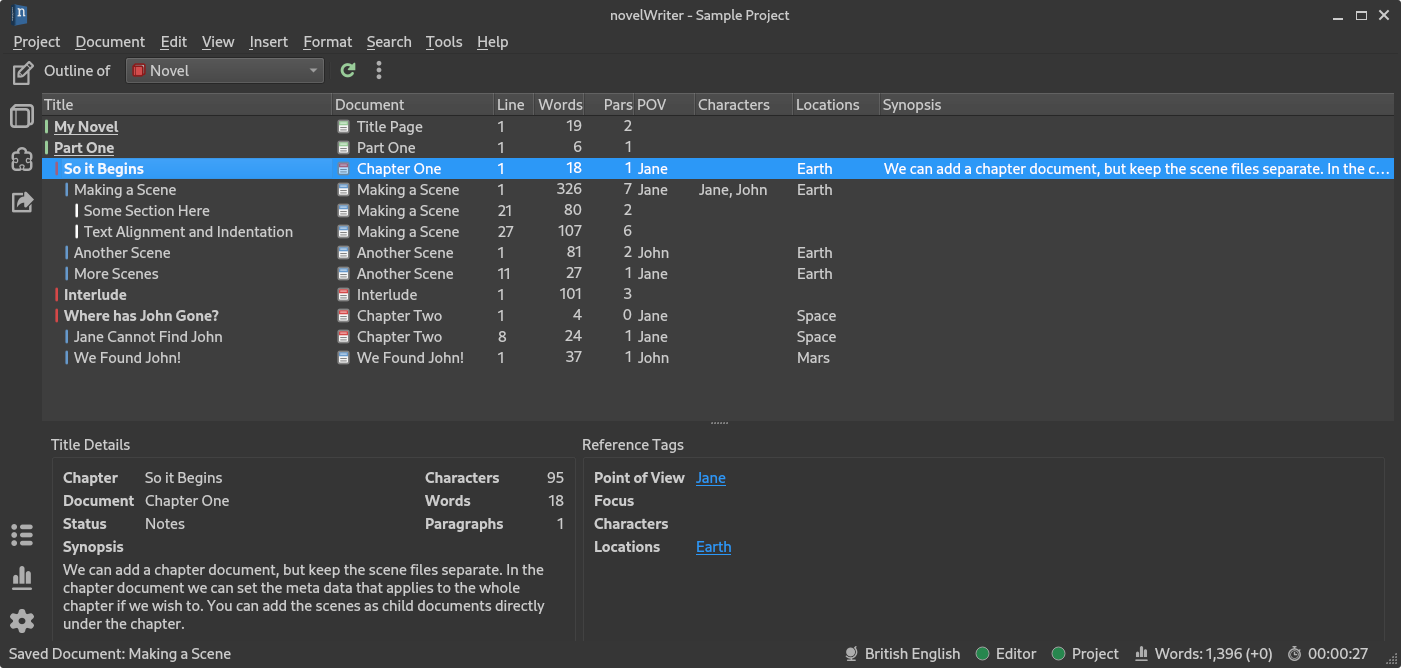 novelWriter - Sample Project
Project Document Edit View Insert Format Search Tools Help
Outline of Novel
Title Document Line Words Pars POV Characters Locations Synopsis
My Novel Title Page 1 19 2
Part One Part One 1 6 1
So it Begins Chapter One 1 18 1 Jane Earth We can add a chapter document, but keep the scene files separate. In the c...
Making a Scene Making a Scene 1 326 7 Jane Jane, John Earth
Some Section Here Making a Scene 21 80 2
Text Alignment and Indentation Making a Scene 27 107 6
Another Scene Another Scene 1 81 2 John Earth
More Scenes Another Scene 11 27 1 Jane Earth
Interlude Interlude 1 101 3
Where has John Gone? Chapter Two 1 4 0 Jane Space
Jane Cannot Find John Chapter Two 8 24 1 Jane Space
We Found John! We Found John! 1 37 1 John Mars
Title Details
Chapter So it Begins Characters 95
Document Chapter One Words 18
Status Notes Paragraphs 1
Synopsis
We can add a chapter document, but keep the scene files separate. In the
chapter document we can set the meta data that applies to the whole
chapter if we wish to. You can add the scenes as child documents directly
under the chapter.
Reference Tags
Point of View Jane
Focus
Characters
Locations Earth
Saved Document: Making a Scene British English Editor Project Words: 1,396 (+0) 00:00:27